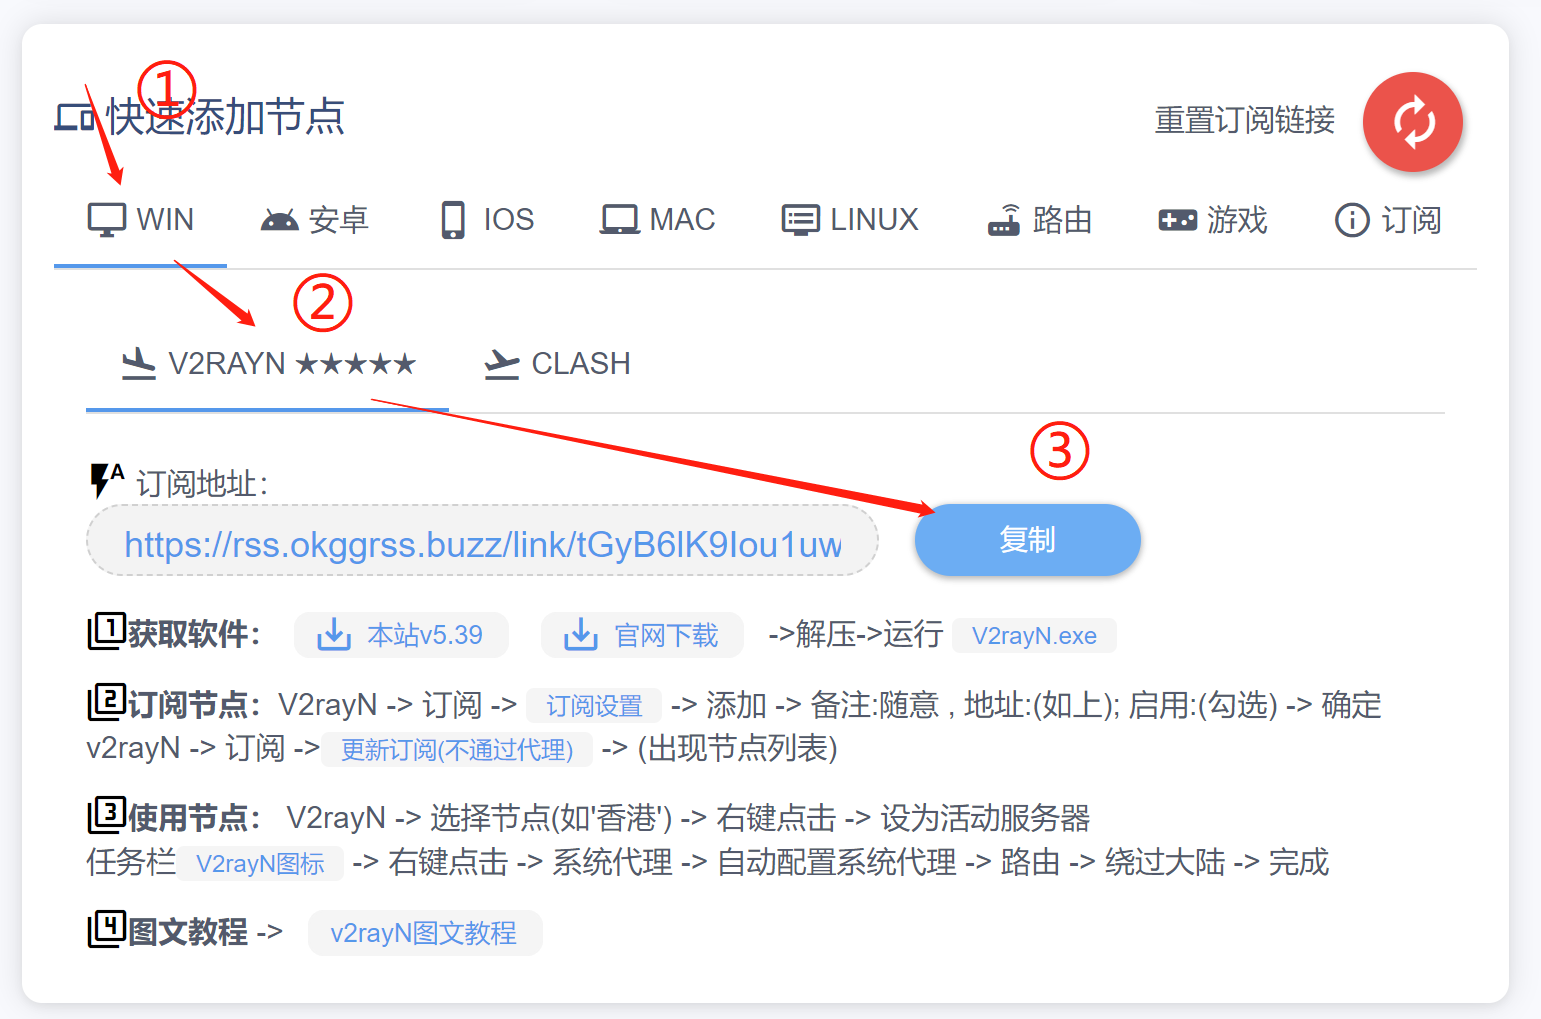 ①
快速添加节点
重置订阅链接
WIN 安卓 IOS MAC LINUX 路由 游戏 订阅
②
V2RAYN ★★★★★ CLASH
③
订阅地址：
https://rss.okggrss.buzz/link/tGyB6lK9Iou1uw
复制
1 获取软件： 本站v5.39 官网下载 ->解压->运行 V2rayN.exe
2 订阅节点：V2rayN -> 订阅 -> 订阅设置 -> 添加 -> 备注:随意 , 地址:(如上); 启用:(勾选) -> 确定
v2rayN -> 订阅 -> 更新订阅(不通过代理) -> (出现节点列表)
3 使用节点： V2rayN -> 选择节点(如'香港') -> 右键点击 -> 设为活动服务器
任务栏 V2rayN图标 -> 右键点击 -> 系统代理 -> 自动配置系统代理 -> 路由 -> 绕过大陆 -> 完成
4 图文教程 -> v2rayN图文教程